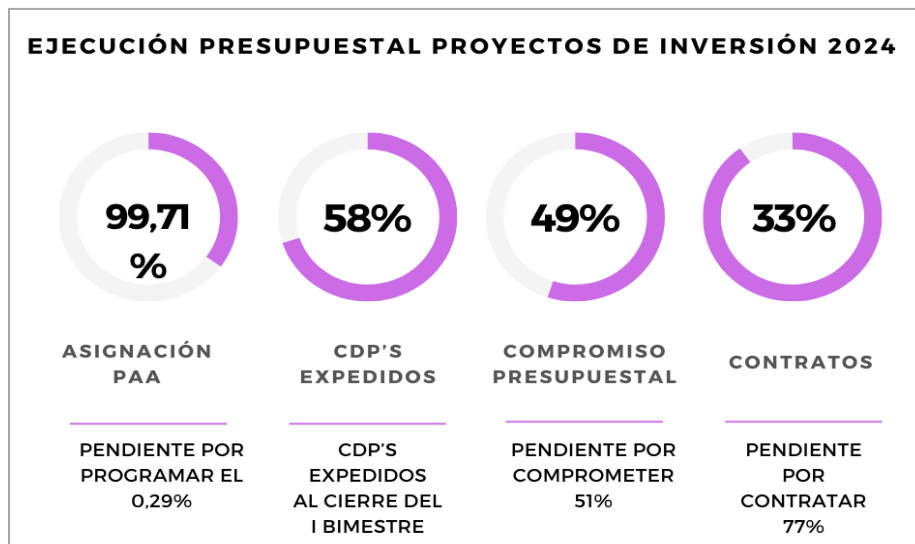 EJECUCIÓN PRESUPUESTAL PROYECTOS DE INVERSIÓN 2024
99,71
%
58%
49%
33%
ASIGNACIÓN
PAA
CDP'S
EXPEDIDOS
COMPROMISO
PRESUPUESTAL
CONTRATOS
PENDIENTE POR
PROGRAMAR EL
0,29%
CDP'S
EXPEDIDOS
AL CIERRE DEL
I BIMESTRE
PENDIENTE POR
COMPROMETER
51%
PENDIENTE
POR
CONTRATAR
77%